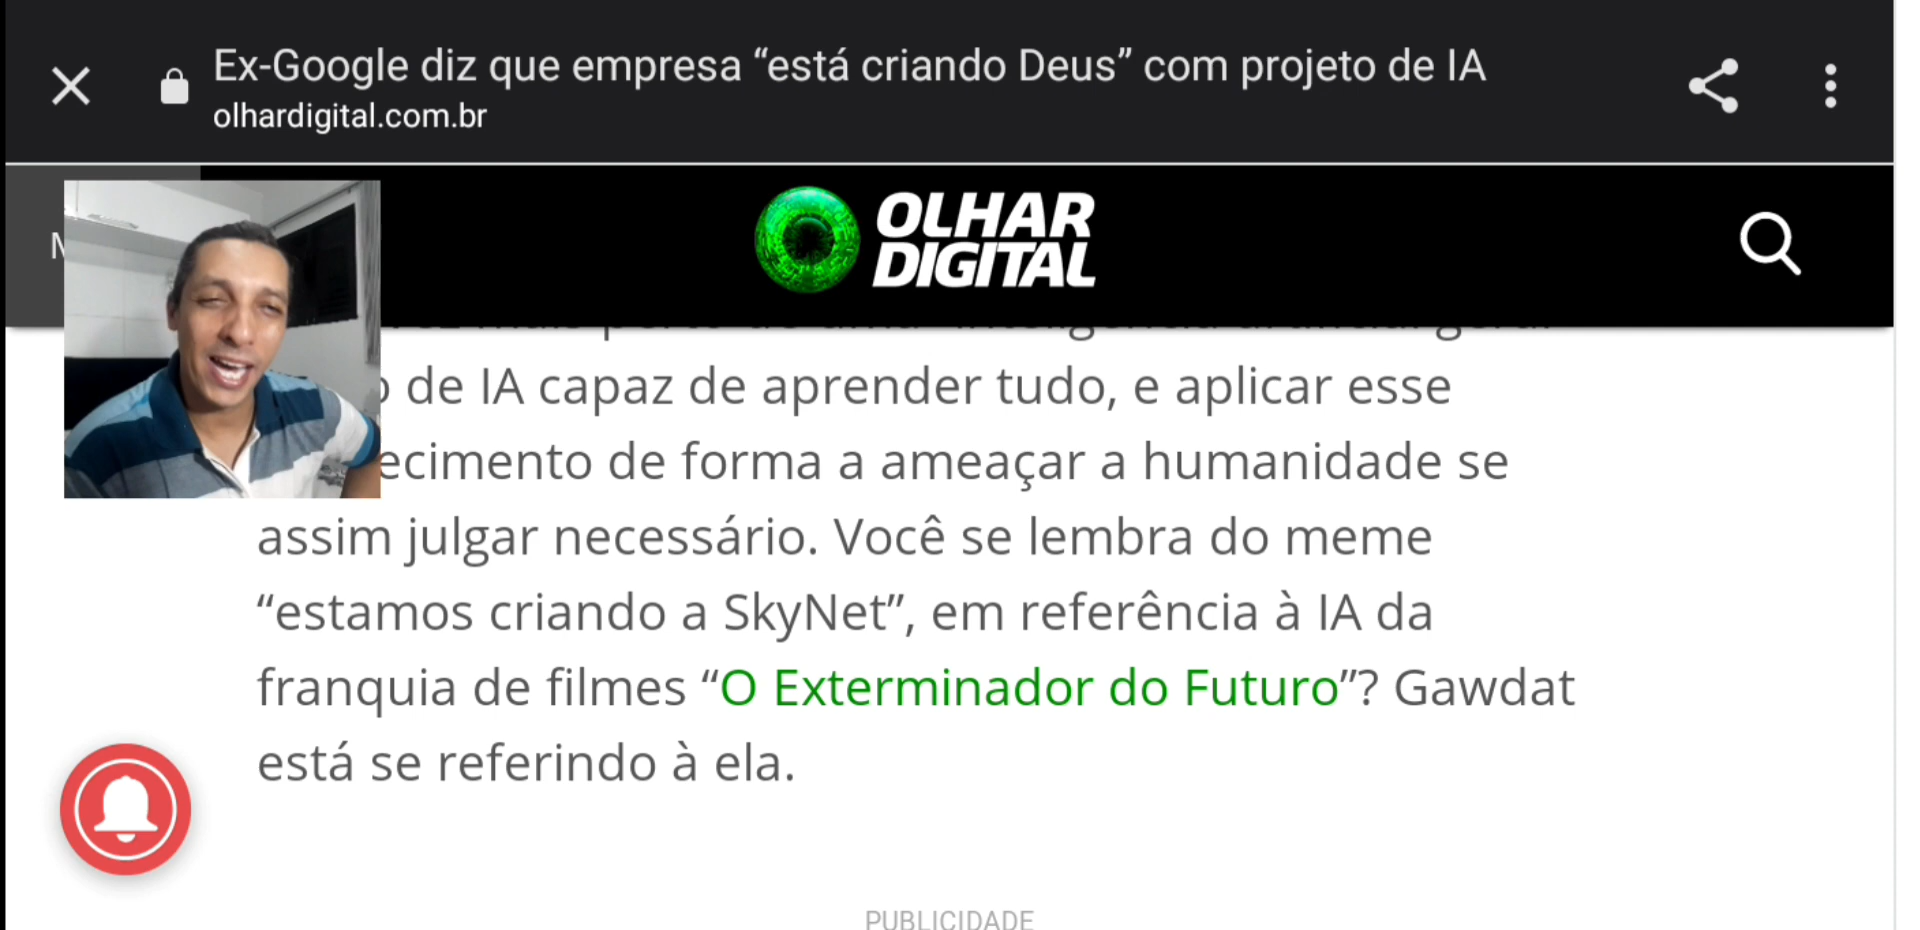 Ex-Google diz que empresa “está criando Deus” com projeto de IA
olhardigital.com.br
OLHAR
DIGITAL
de IA capaz de aprender tudo, e aplicar esse
ecimento de forma a ameaçar a humanidade se
assim julgar necessário. Você se lembra do meme
“estamos criando a SkyNet”, em referência à IA da
franquia de filmes “O Exterminador do Futuro”? Gawdat
está se referindo à ela.
PUBLICIDADE